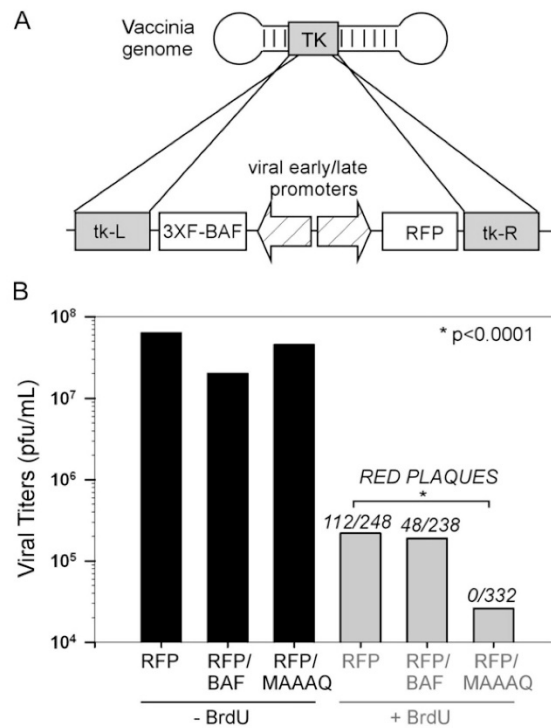 A
Vaccinia
genome
TK
viral early/late
promoters
tk-L
3XF-BAF
RFP
tk-R
B
Viral Titers (pfu/mL)
10⁸
10⁷
10⁶
10⁵
10⁴
* p<0.0001
RED PLAQUES
*
112/248
48/238
0/332
RFP
RFP/
BAF
RFP/
MAAAQ
RFP
RFP/
BAF
RFP/
MAAAQ
- BrdU
+ BrdU